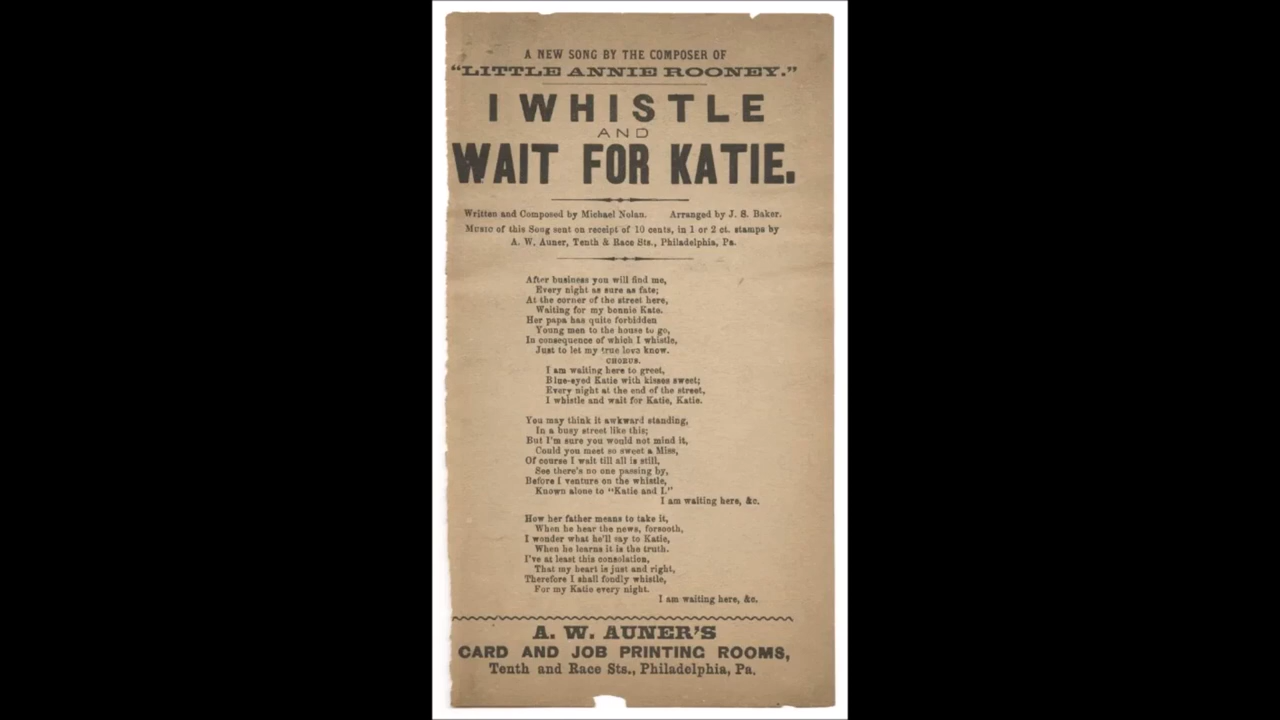 A NEW SONG BY THE COMPOSER OF
"LITTLE ANNIE ROONEY."
I WHISTLE
AND
WAIT FOR KATIE.
Written and Composed by Michael Nolan. Arranged by J. S. Baker.
Music of this Song sent on receipt of 10 cents, in 1 or 2 ct. stamps by
A. W. Auner, Tenth & Race Sts., Philadelphia, Pa.
After business you will find me,
Every night as sure as fate;
At the corner of the street here,
Waiting for my bonnie Kate.
Her papa has quite forbidden
Young men to the house to go,
In consequence of which I whistle,
Just to let my true love know.
CHORUS.
I am waiting here to greet,
Blue-eyed Katie with kisses sweet;
Every night at the end of the street,
I whistle and wait for Katie, Katie.
You may think it awkward standing,
In a busy street like this;
But I'm sure you would not mind it,
Could you meet so sweet a Miss,
Of course I wait till all is still,
See there's no one passing by,
Before I venture on the whistle,
Known alone to "Katie and I."
I am waiting here, &c.
How her father means to take it,
When he hear the news, forsooth,
I wonder what he'll say to Katie,
When he learns it is the truth.
I've at least this consolation,
That my heart is just and right,
Therefore I shall fondly whistle,
For my Katie every night.
I am waiting here, &c.
A. W. AUNER'S
CARD AND JOB PRINTING ROOMS,
Tenth and Race Sts., Philadelphia, Pa.